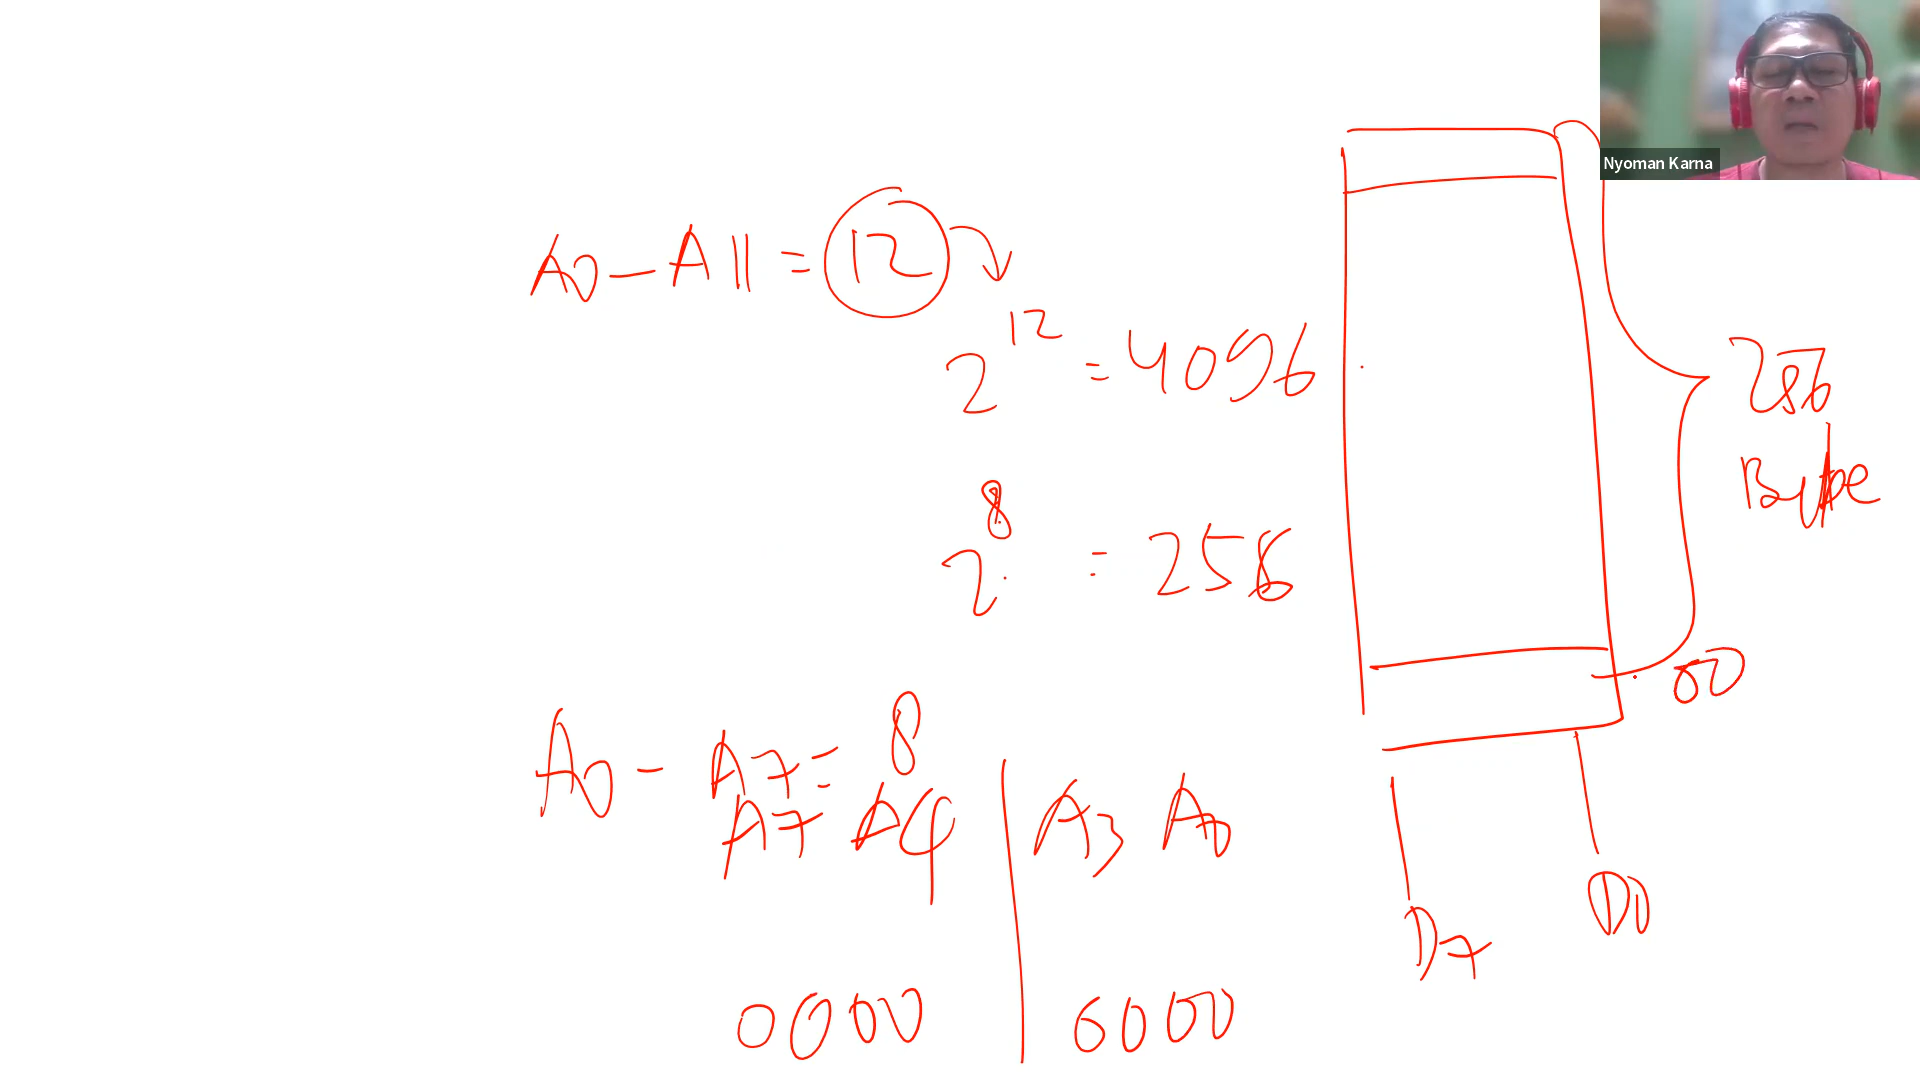 Nyoman Karna
A0 - A11 = 12
2^12 = 4096
2^8 = 256
256
Byte
00
A0 - A7 = 8
A7 A4 | A3 A0
D7 D0
0000 | 0000